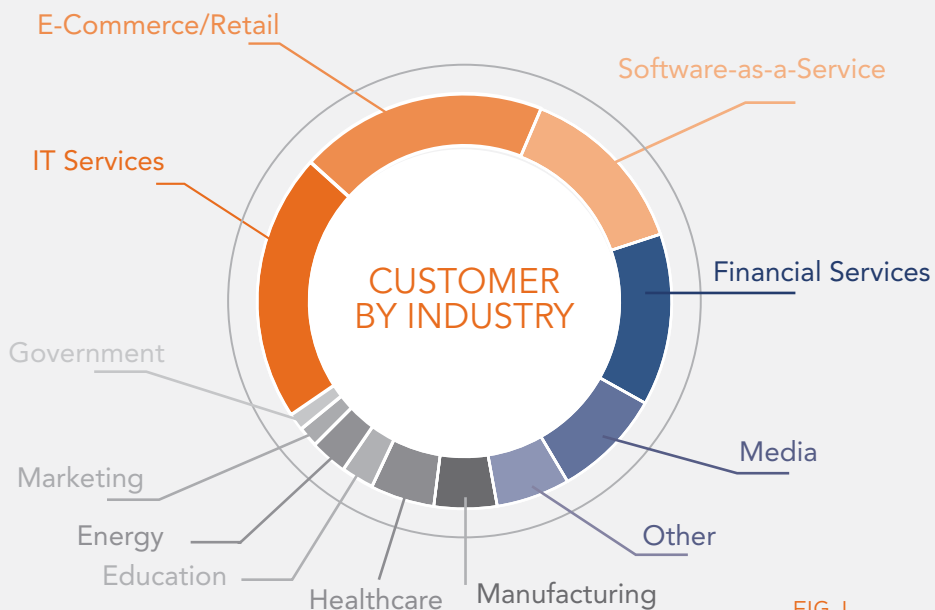 E-Commerce/Retail
Software-as-a-Service
IT Services
CUSTOMER
BY INDUSTRY
Financial Services
Government
Media
Marketing
Energy
Other
Education
Healthcare
Manufacturing